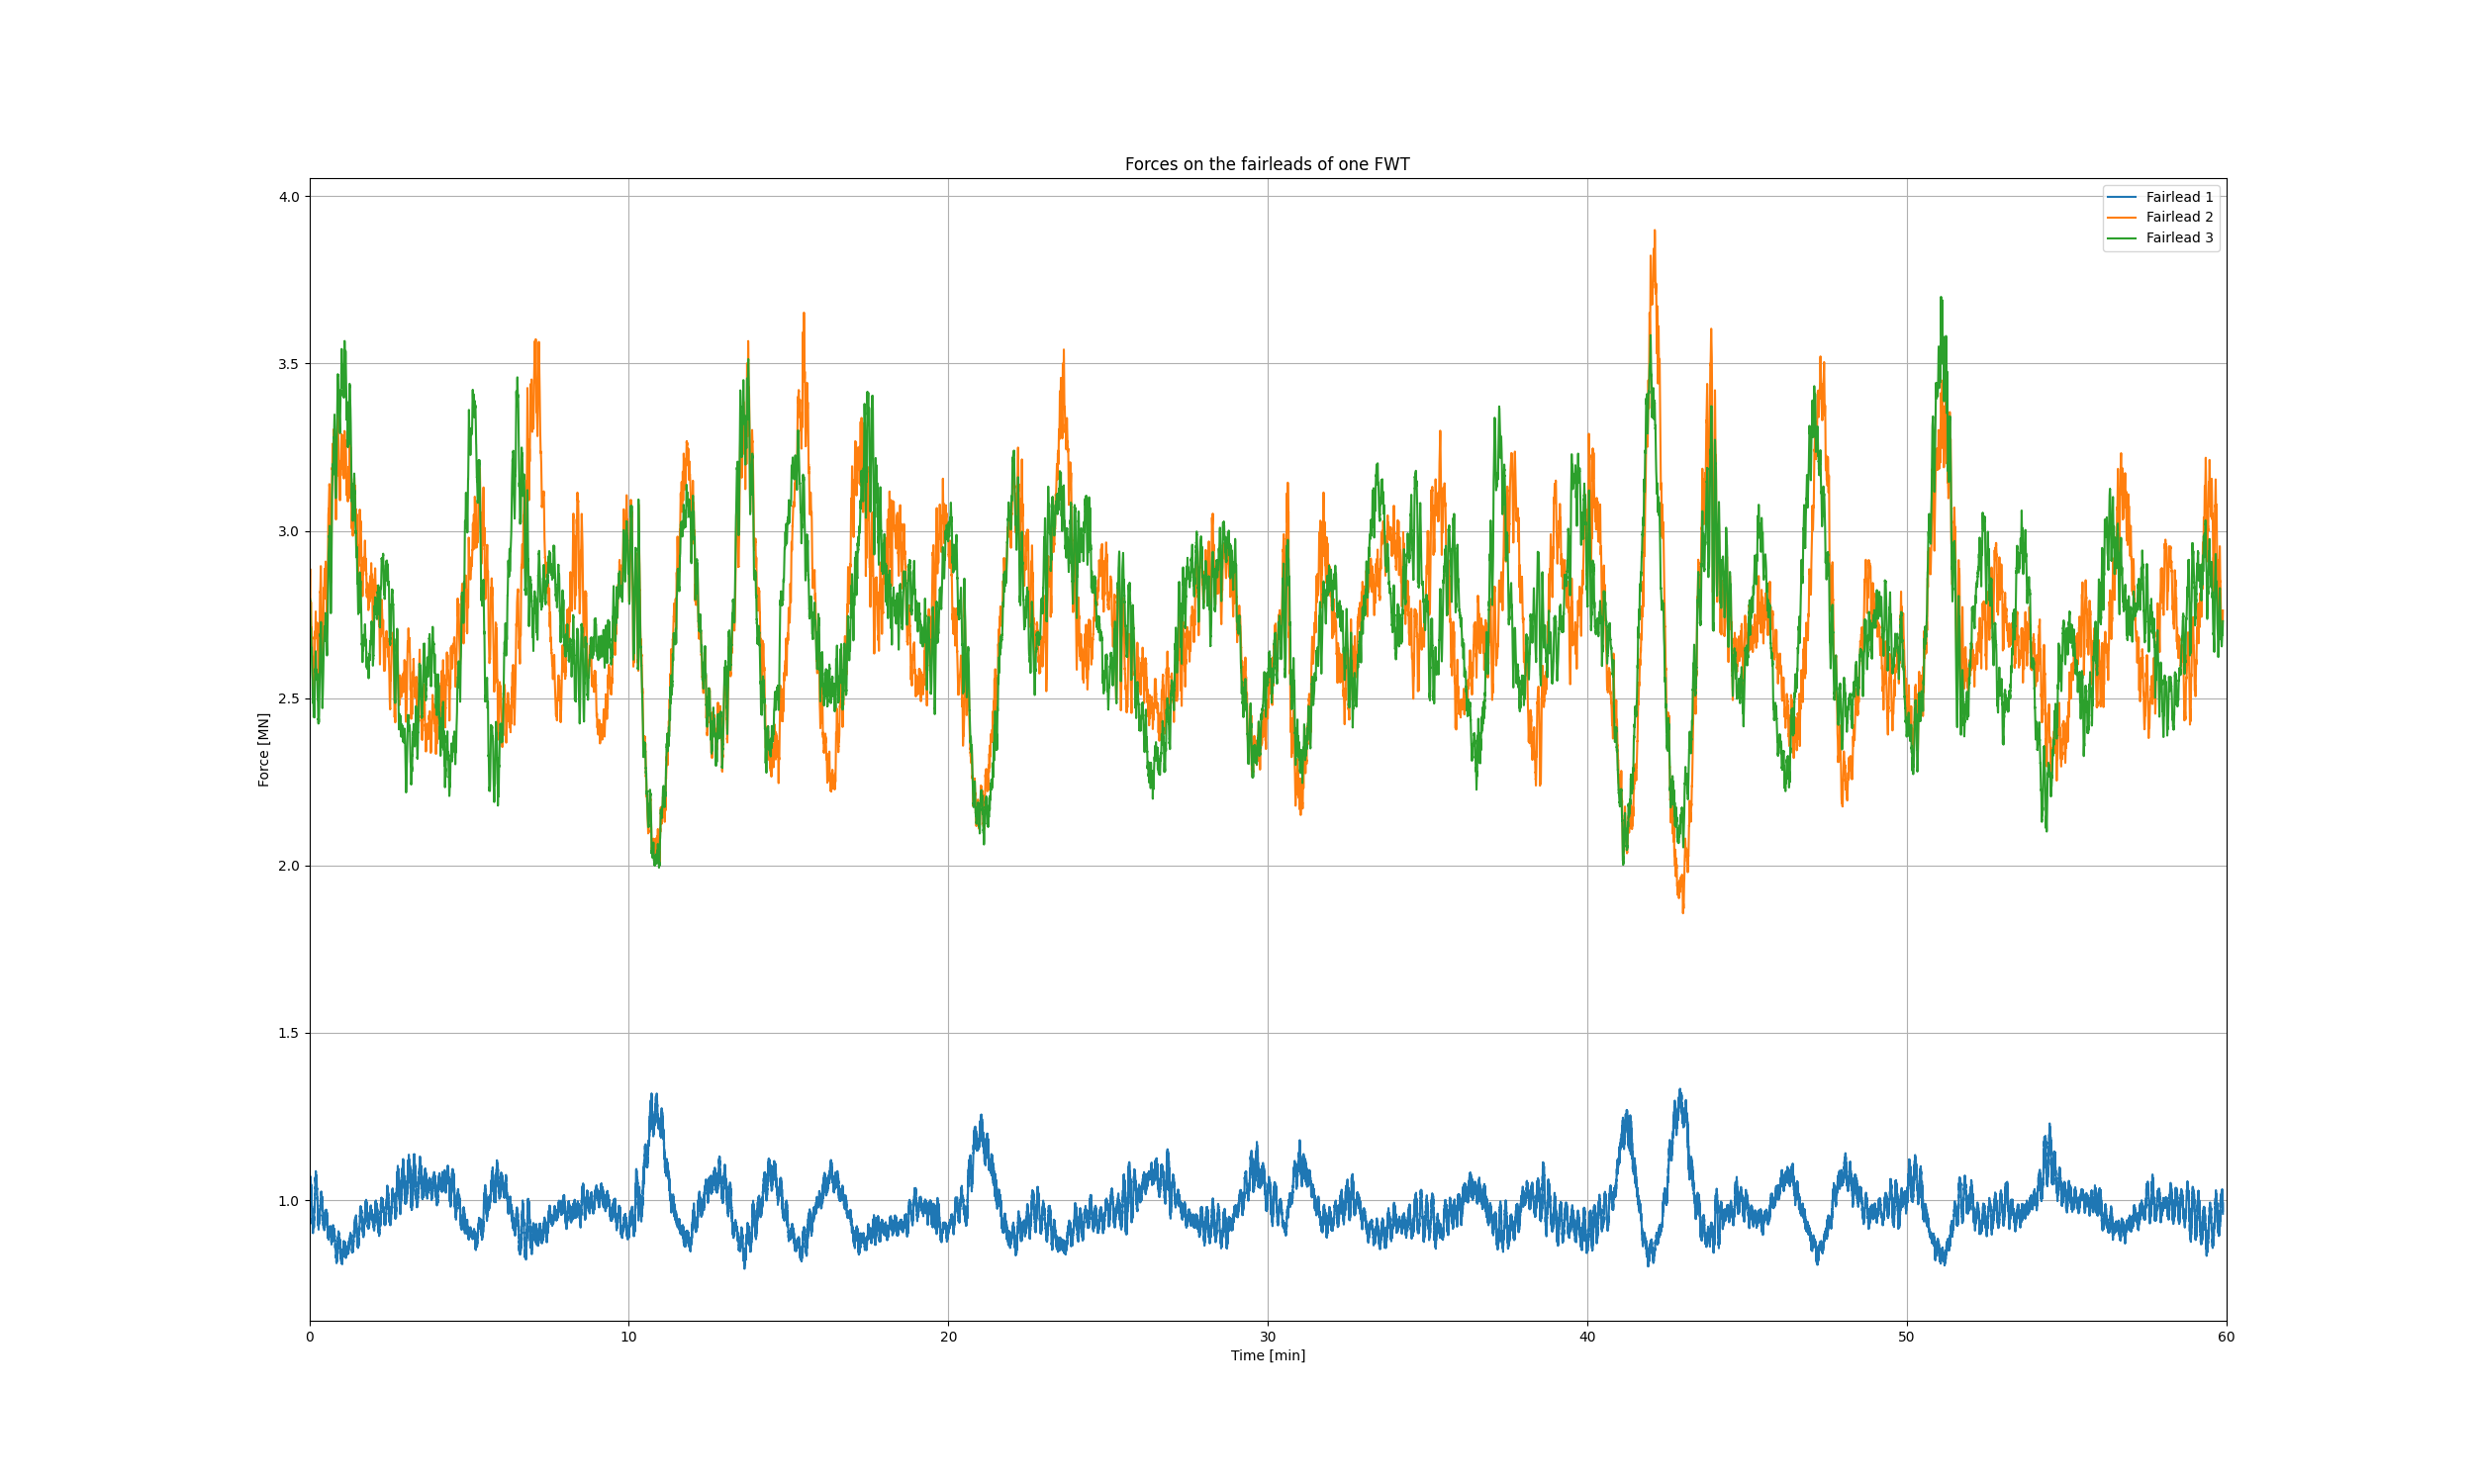 Forces on the fairleads of one FWT
4.0
3.5
3.0
2.5
2.0
1.5
1.0
Force [MN]
Fairlead 1
Fairlead 2
Fairlead 3
0 10 20 30 40 50 60
Time [min]